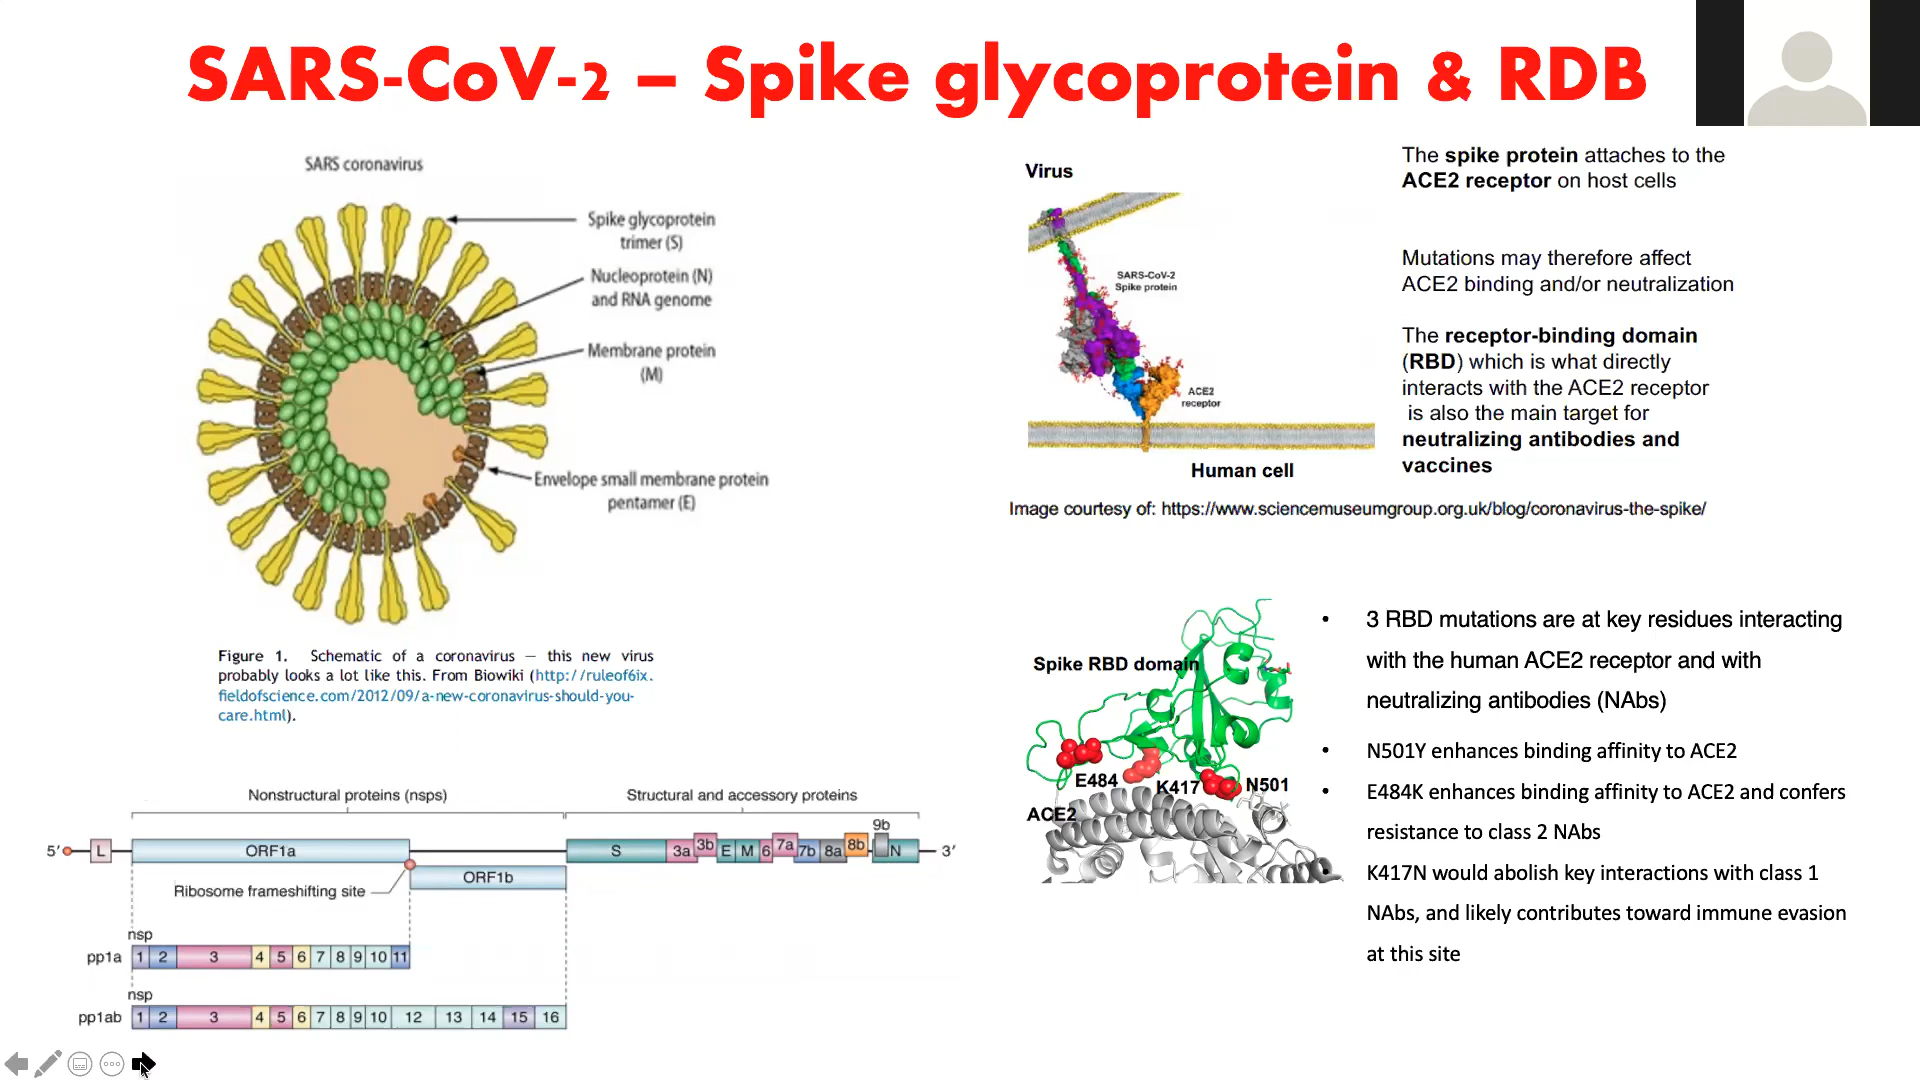 SARS-CoV-2 – Spike glycoprotein & RDB
SARS coronavirus
Spike glycoprotein
trimer (S)
Nucleoprotein (N)
and RNA genome
Membrane protein
(M)
Envelope small membrane protein
pentamer (E)
Figure 1. Schematic of a coronavirus – this new virus
probably looks a lot like this. From Biowiki (http://ruleof6ix.
fieldofscience.com/2012/09/a-new-coronavirus-should-you-
care.html).
Virus
SARS-CoV-2
Spike protein
ACE2
receptor
Human cell
Image courtesy of: https://www.sciencemuseumgroup.org.uk/blog/coronavirus-the-spike/
The spike protein attaches to the
ACE2 receptor on host cells
Mutations may therefore affect
ACE2 binding and/or neutralization
The receptor-binding domain
(RBD) which is what directly
interacts with the ACE2 receptor
is also the main target for
neutralizing antibodies and
vaccines
Spike RBD domain
E484
K417
N501
ACE2
• 3 RBD mutations are at key residues interacting
with the human ACE2 receptor and with
neutralizing antibodies (NAbs)
• N501Y enhances binding affinity to ACE2
• E484K enhances binding affinity to ACE2 and confers
resistance to class 2 NAbs
• K417N would abolish key interactions with class 1
NAbs, and likely contributes toward immune evasion
at this site
Nonstructural proteins (nsps)
Structural and accessory proteins
5′ L ORF1a S 3a 3b E M 6 7a 7b 8a 8b 9b N 3′
ORF1b
Ribosome frameshifting site
nsp
pp1a 1 2 3 4 5 6 7 8 9 10 11
nsp
pp1ab 1 2 3 4 5 6 7 8 9 10 12 13 14 15 16